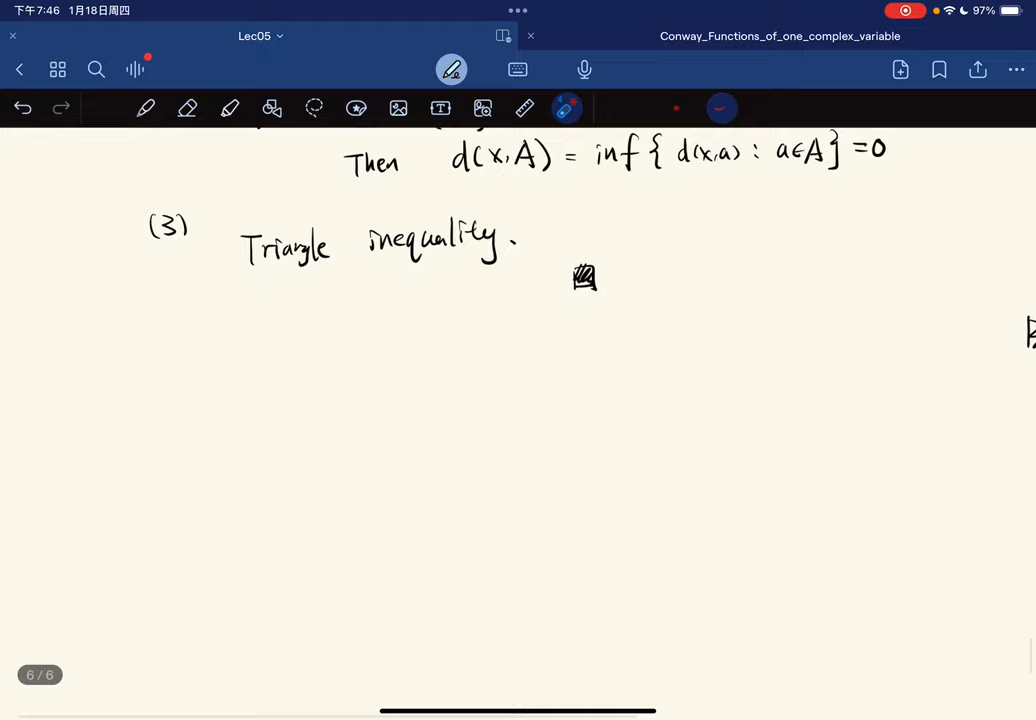 下午7:46 1月18日周四
97%
Lec05
Conway_Functions_of_one_complex_variable
Then d(x,A) = inf{ d(x,a) : a∈A} =0
(3) Triangle inequality.
6 / 6